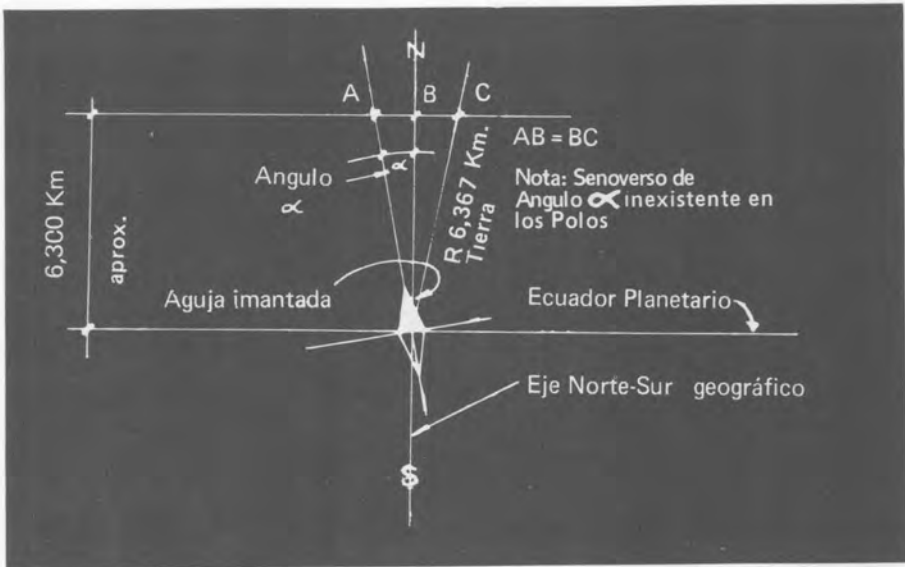 N
A
B
C
AB = BC
Angulo
α
α
R 6,367 Km.
Tierra
Nota: Senoverso de
Angulo α inexistente en
los Polos
6,300 Km
aprox.
Aguja imantada
Ecuador Planetario
Eje Norte-Sur geográfico
S